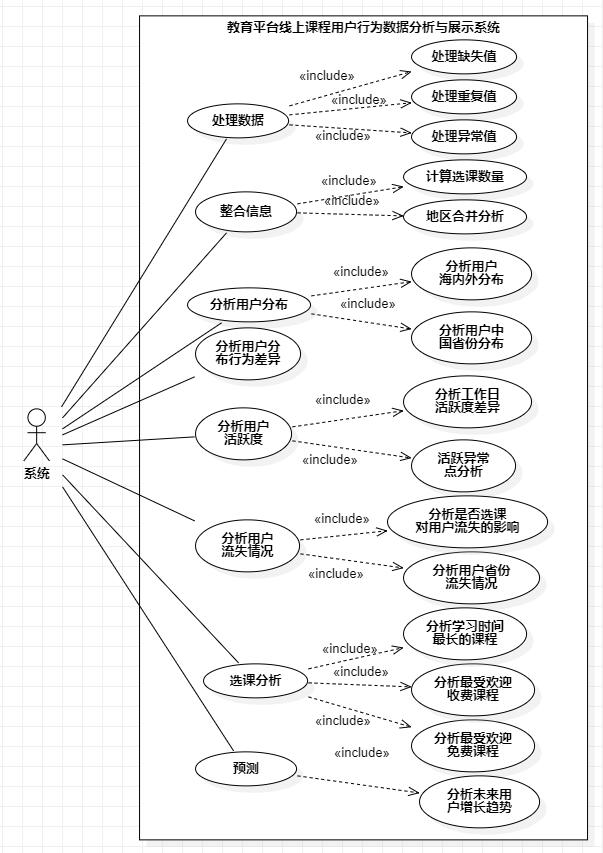 教育平台线上课程用户行为数据分析与展示系统
处理数据
«include»
处理缺失值
«include»
处理重复值
«include»
处理异常值
整合信息
«include»
计算选课数量
«include»
地区合并分析
分析用户分布
«include»
分析用户
海内外分布
«include»
分析用户中
国省份分布
分析用户分
布行为差异
分析用户
活跃度
«include»
分析工作日
活跃度差异
«include»
活跃异常
点分析
系统
分析用户
流失情况
«include»
分析是否选课
对用户流失的影响
«include»
分析用户省份
流失情况
选课分析
«include»
分析学习时间
最长的课程
«include»
分析最受欢迎
收费课程
«include»
分析最受欢迎
免费课程
预测
«include»
分析未来用
户增长趋势